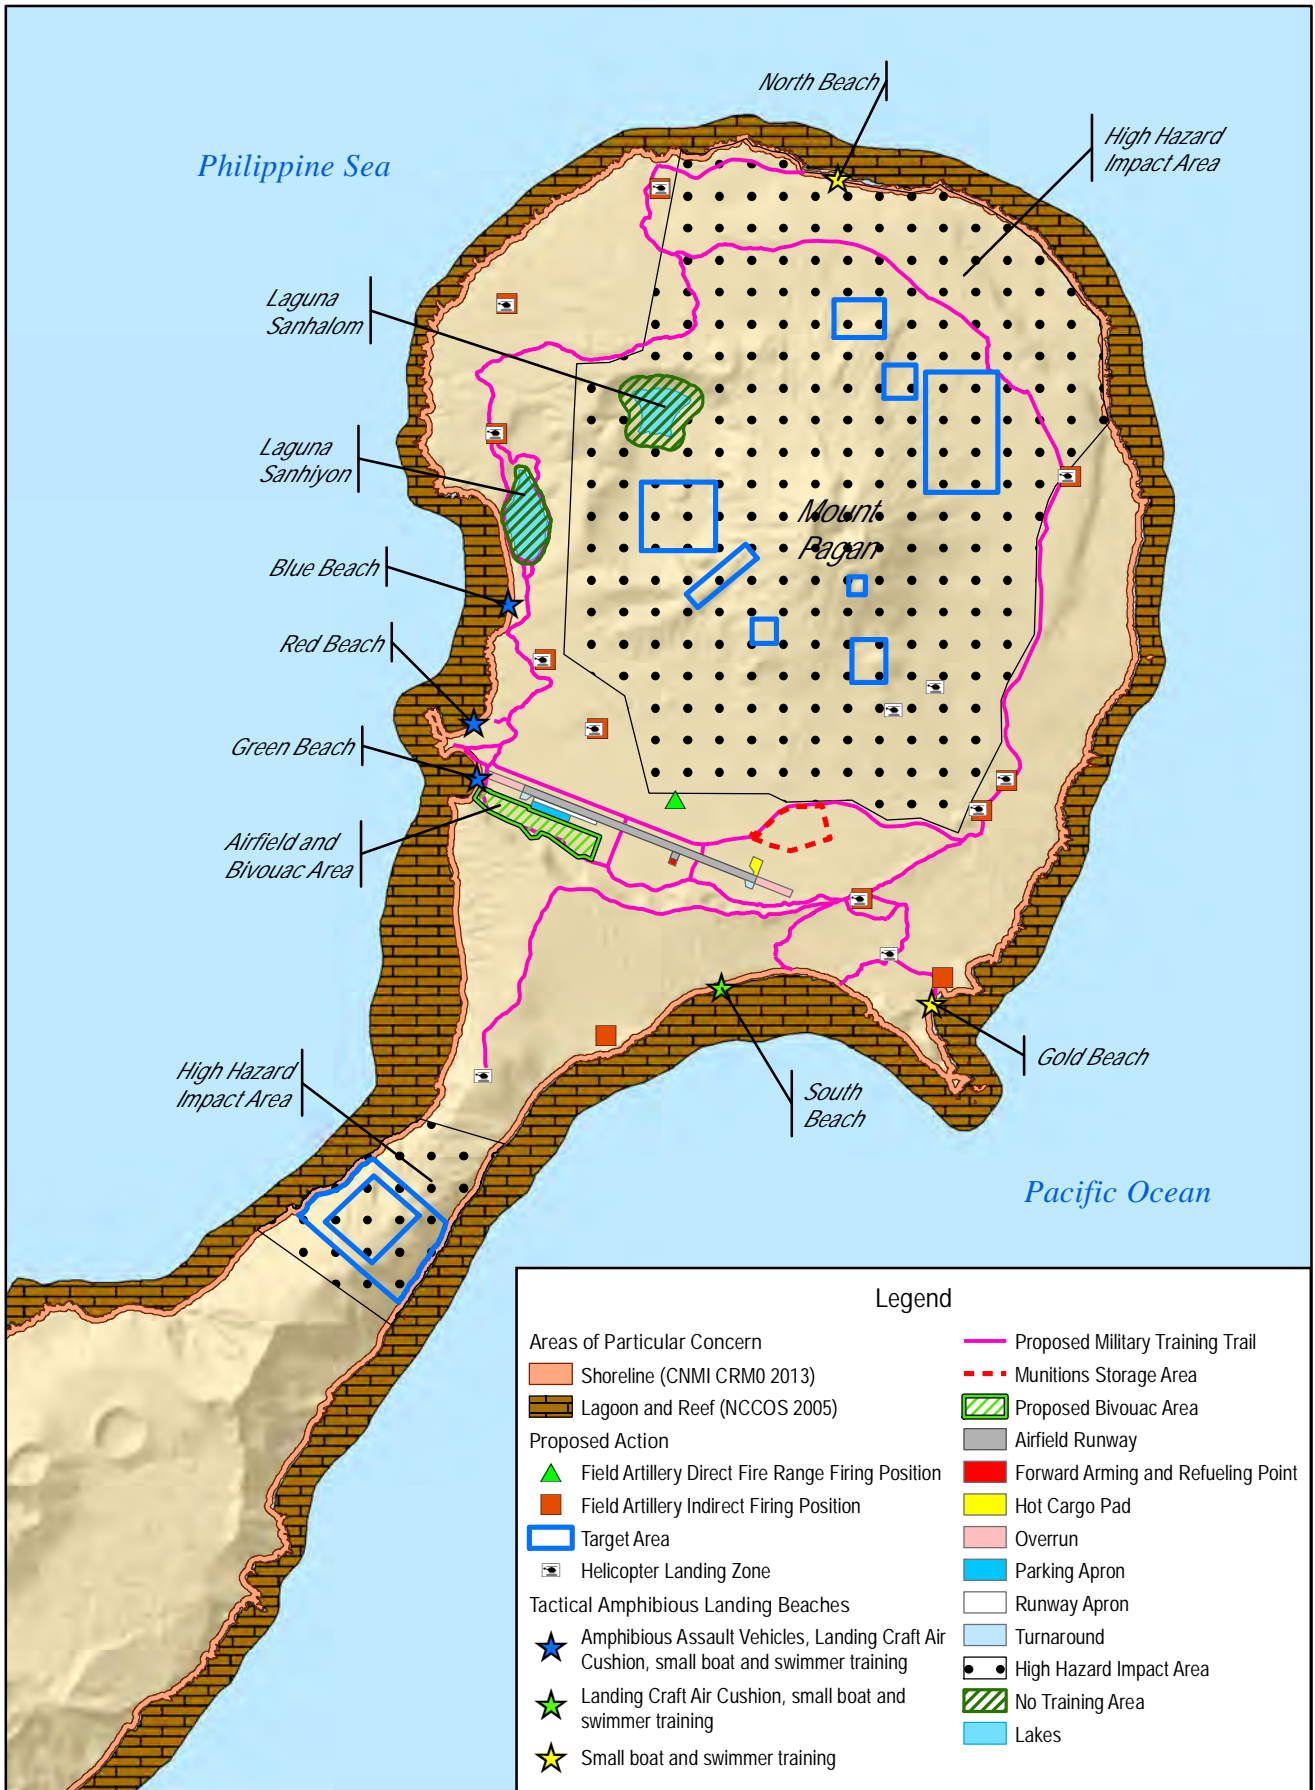 North Beach
High Hazard
Impact Area
Philippine Sea
Laguna
Sanhalom
Laguna
Sanhiyon
Mount
Pagan
Blue Beach
Red Beach
Green Beach
Airfield and
Bivouac Area
High Hazard
Impact Area
South
Beach
Gold Beach
Pacific Ocean
Legend
Areas of Particular Concern
Shoreline (CNMI CRM0 2013)
Lagoon and Reef (NCCOS 2005)
Proposed Action
Field Artillery Direct Fire Range Firing Position
Field Artillery Indirect Firing Position
Target Area
Helicopter Landing Zone
Tactical Amphibious Landing Beaches
Amphibious Assault Vehicles, Landing Craft Air
Cushion, small boat and swimmer training
Landing Craft Air Cushion, small boat and
swimmer training
Small boat and swimmer training
Proposed Military Training Trail
Munitions Storage Area
Proposed Bivouac Area
Airfield Runway
Forward Arming and Refueling Point
Hot Cargo Pad
Overrun
Parking Apron
Runway Apron
Turnaround
High Hazard Impact Area
No Training Area
Lakes